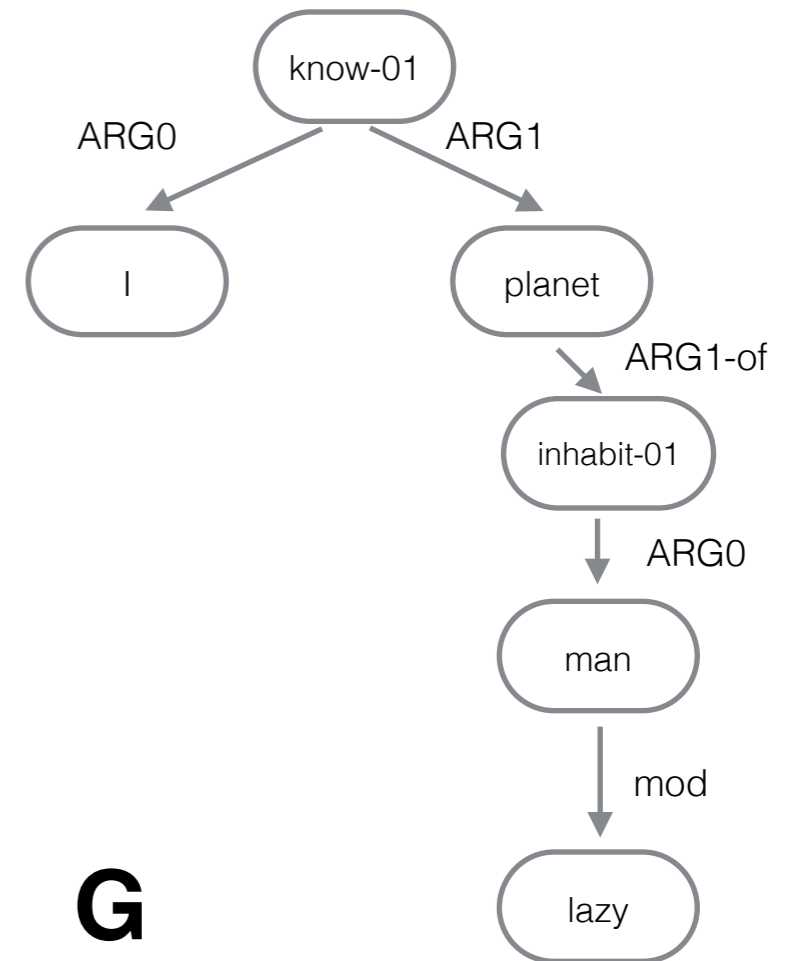 know-01
ARG0
ARG1
I
planet
ARG1-of
inhabit-01
ARG0
man
mod
lazy
G